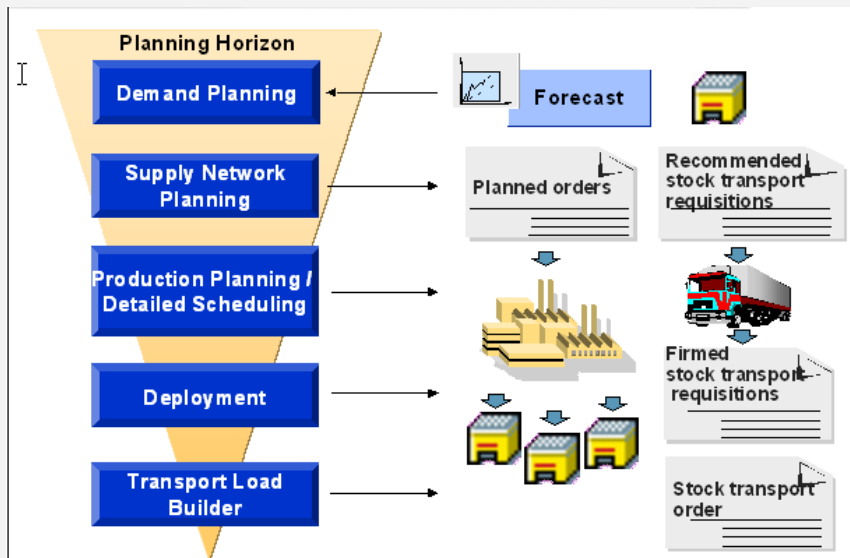 Planning Horizon
Demand Planning
Forecast
Supply Network
Planning
Planned orders
Recommended
stock transport
requisitions
Production Planning /
Detailed Scheduling
Firmed
stock transport
requisitions
Deployment
Transport Load
Builder
Stock transport
order